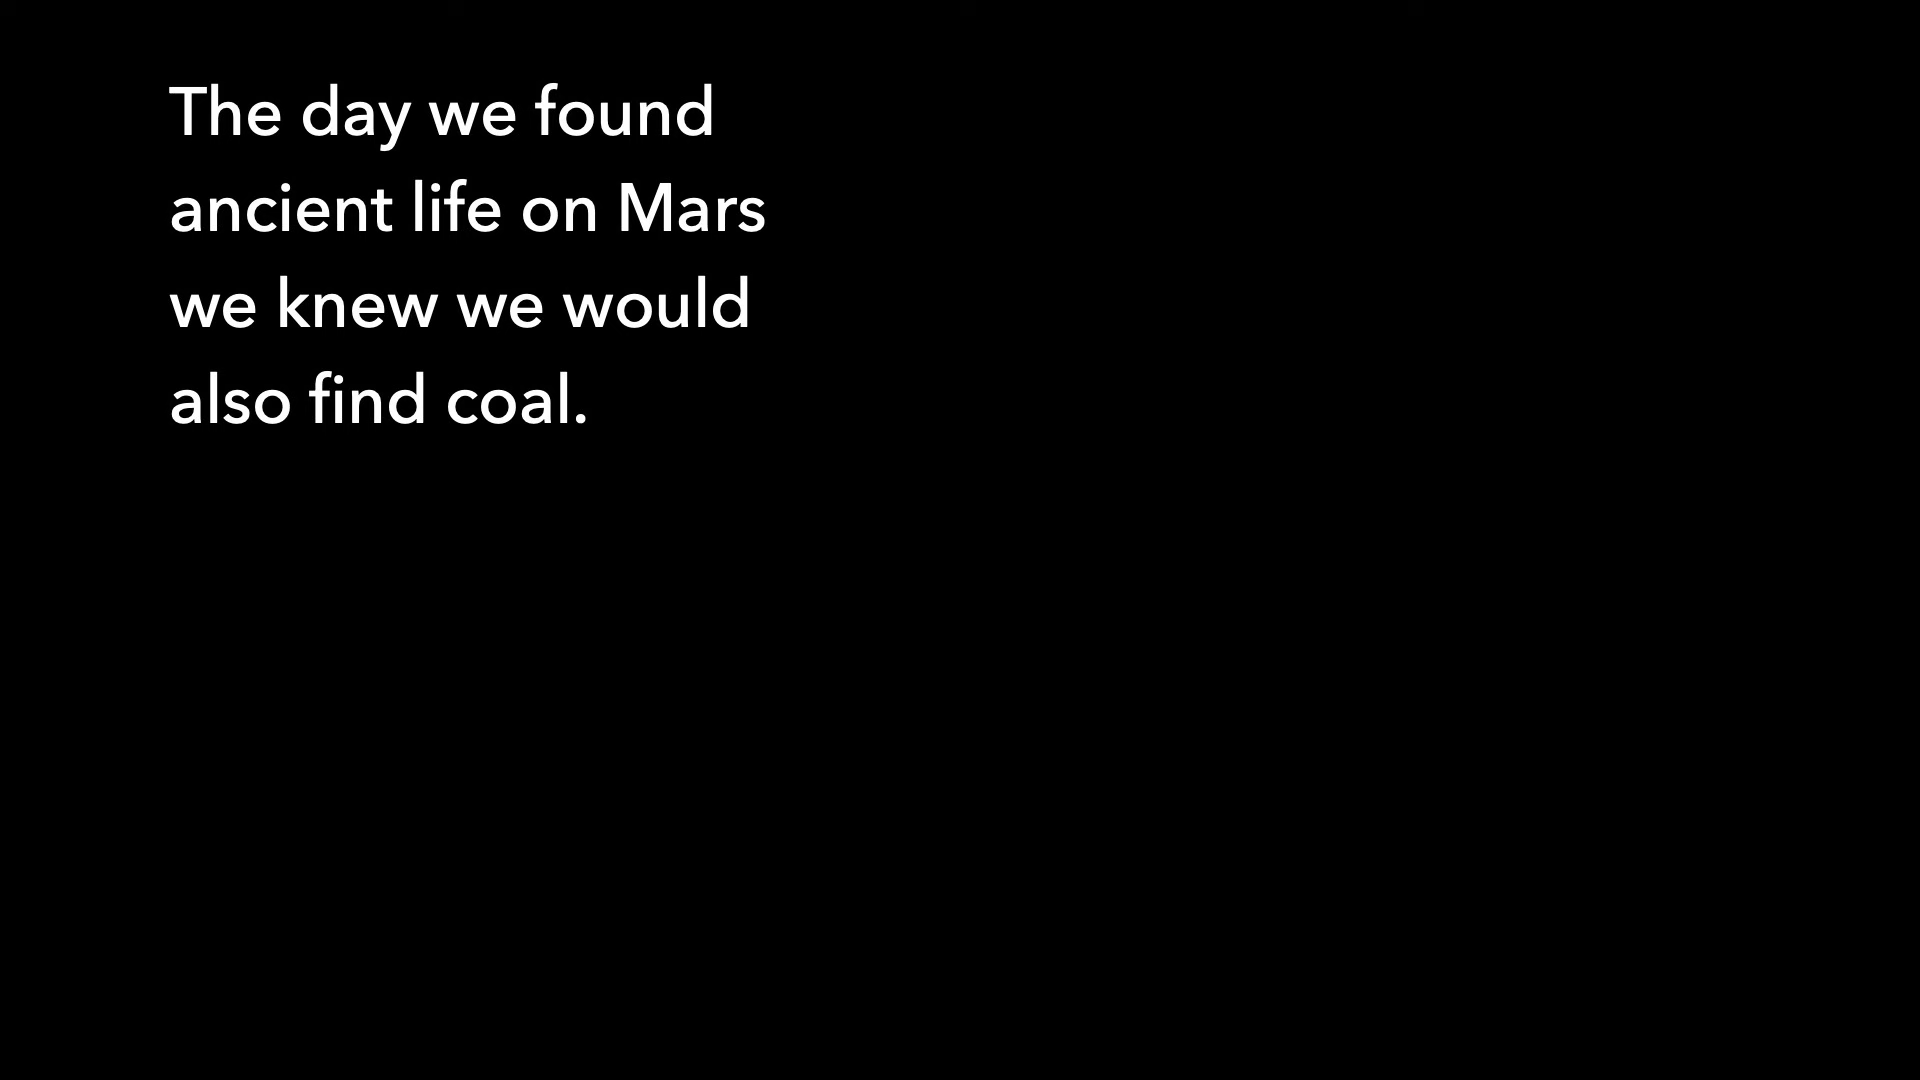 The day we found
ancient life on Mars
we knew we would
also find coal.